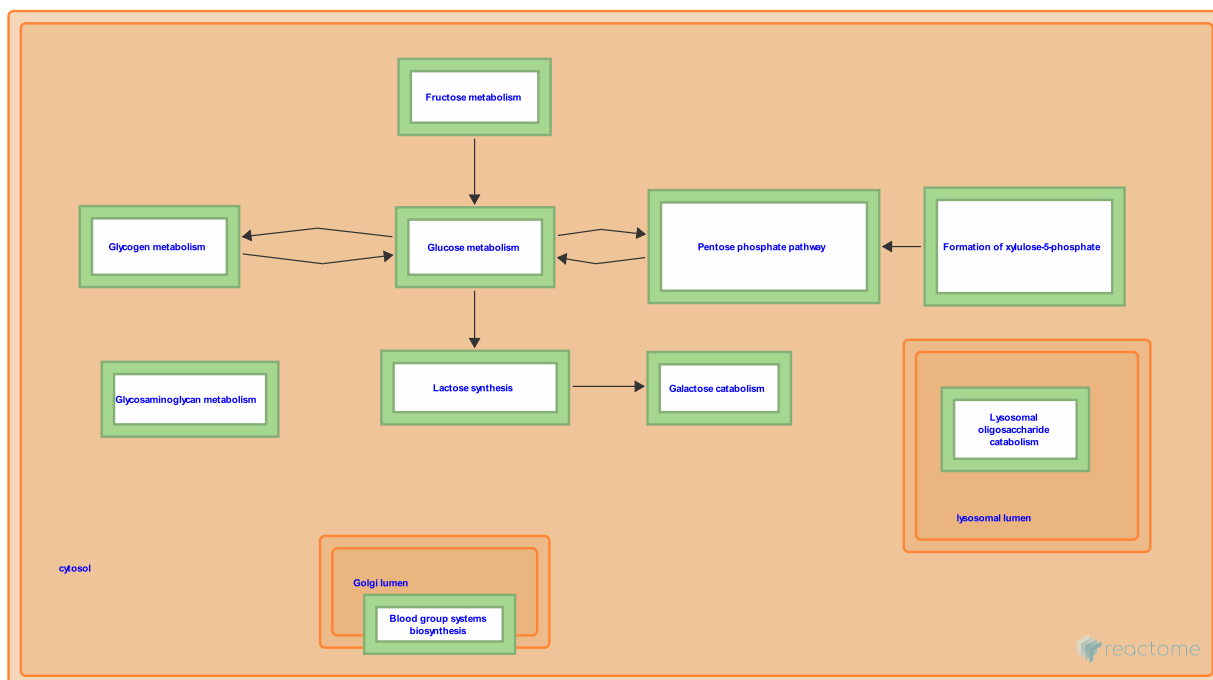 Fructose metabolism
Glycogen metabolism
Glucose metabolism
Pentose phosphate pathway
Formation of xylulose-5-phosphate
Glycosaminoglycan metabolism
Lactose synthesis
Galactose catabolism
Lysosomal
oligosaccharide
catabolism
lysosomal lumen
cytosol
Golgi lumen
Blood group systems
biosynthesis
reactome